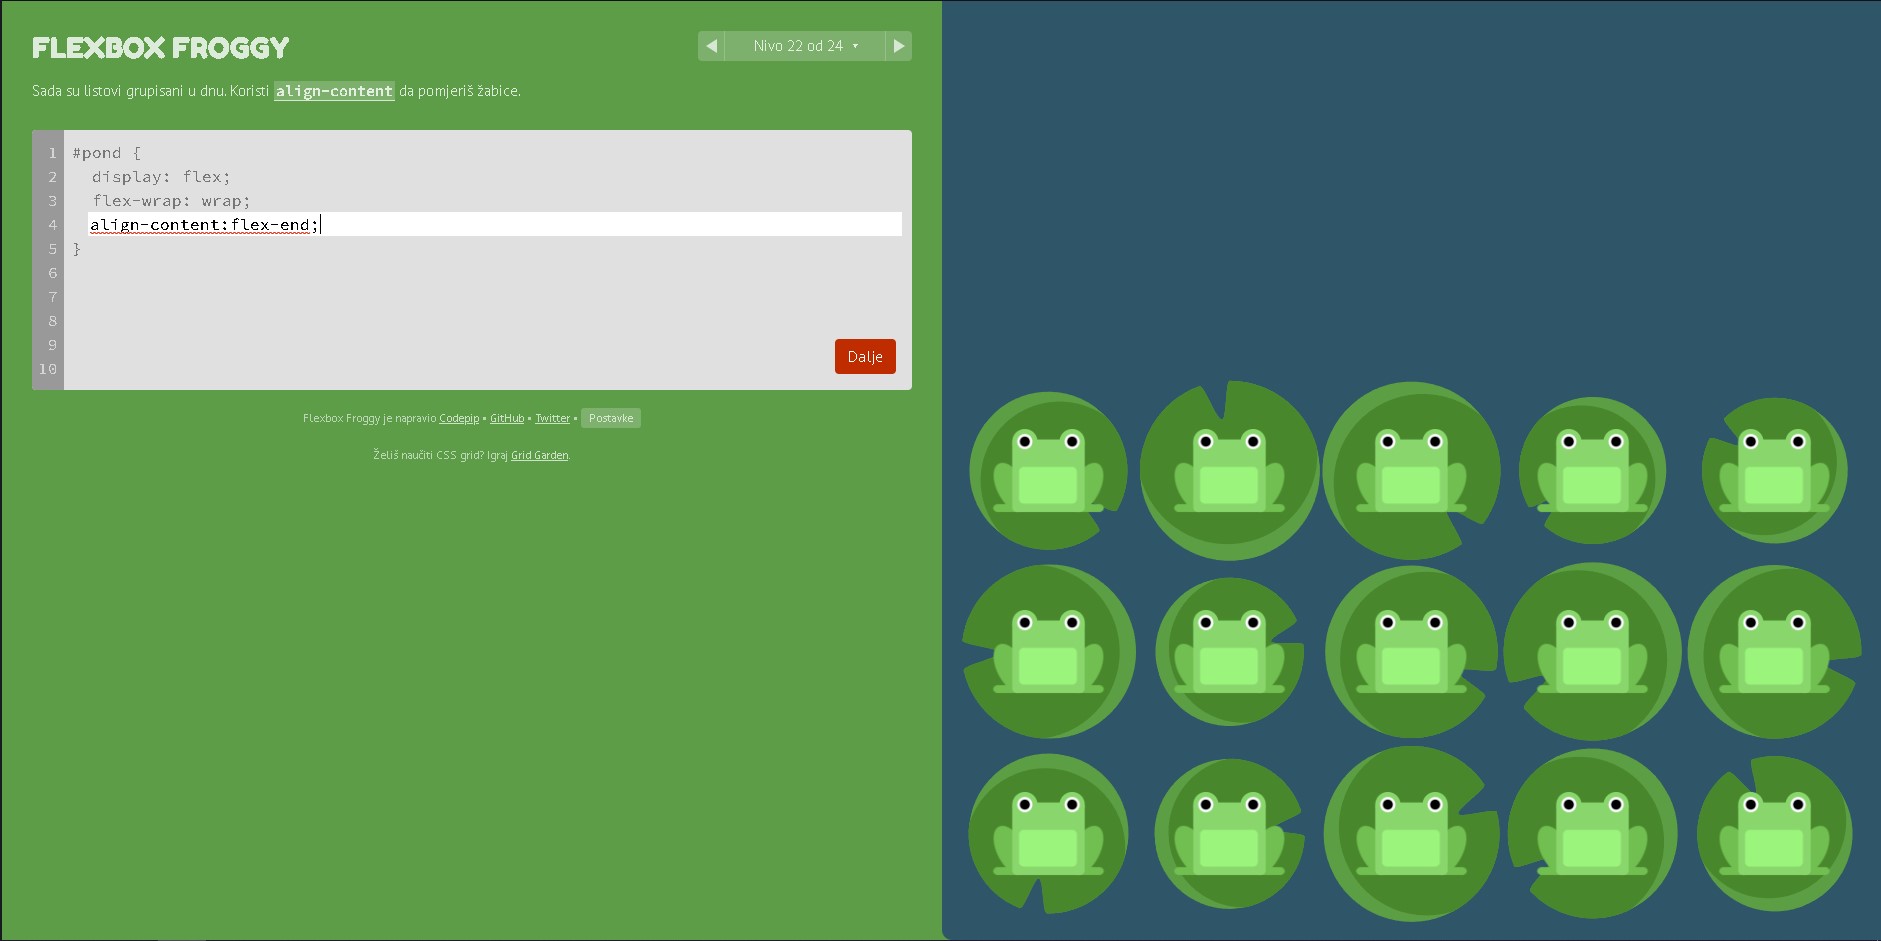 FLEXBOX FROGGY
◀ Nivo 22 od 24 ▾ ▶
Sada su listovi grupisani u dnu. Koristi align-content da pomjeriš žabice.
1 #pond {
2 display: flex;
3 flex-wrap: wrap;
4 align-content:flex-end;
5 }
6
7
8
9
10
Dalje
Flexbox Froggy je napravio Codepip • GitHub • Twitter • Postavke
Želiš naučiti CSS grid? Igraj Grid Garden.